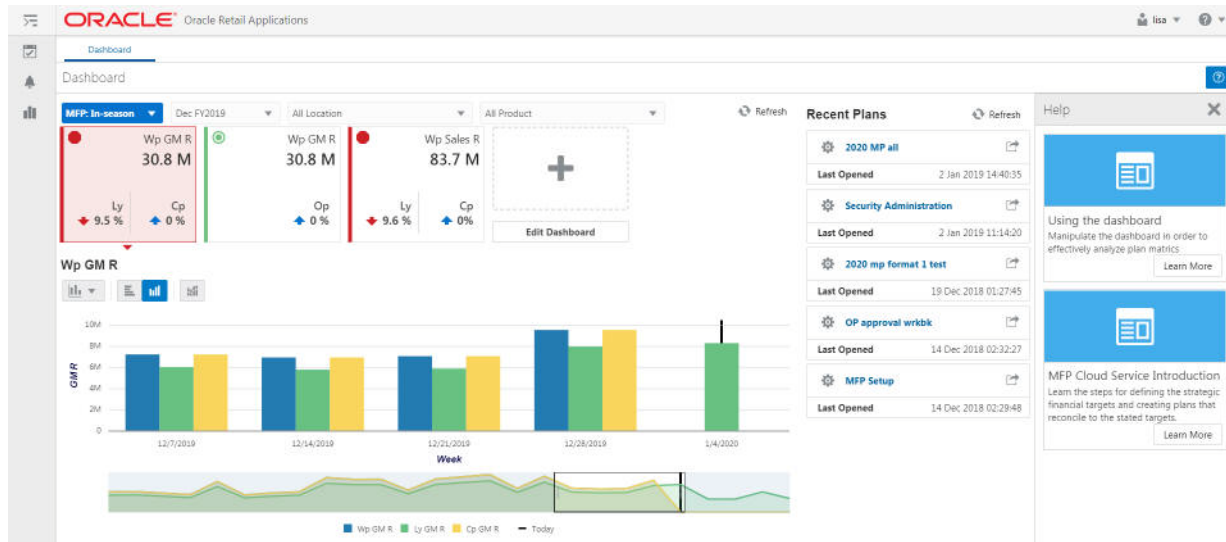 ORACLE® Oracle Retail Applications
lisa
Dashboard
Dashboard
MFP: In-season
Dec FY2019
All Location
All Product
Refresh
Wp GM R
30.8 M
Ly
9.5 %
Cp
0 %
Wp GM R
30.8 M
Op
0 %
Wp Sales R
83.7 M
Ly
9.6 %
Cp
0%
Edit Dashboard
Wp GM R
10M
8M
6M
4M
2M
0
GM R
12/7/2019
12/14/2019
12/21/2019
12/28/2019
1/4/2020
Week
Wp GM R
Ly GM R
Cp GM R
Today
Recent Plans
Refresh
2020 MP all
Last Opened 2 Jan 2019 14:40:35
Security Administration
Last Opened 2 Jan 2019 11:14:20
2020 mp format 1 test
Last Opened 19 Dec 2018 01:27:45
OP approval wrkbk
Last Opened 14 Dec 2018 02:32:27
MFP Setup
Last Opened 14 Dec 2018 02:29:48
Help
Using the dashboard
Manipulate the dashboard in order to
effectively analyze plan matrics
Learn More
MFP Cloud Service Introduction
Learn the steps for defining the strategic
financial targets and creating plans that
reconcile to the stated targets.
Learn More